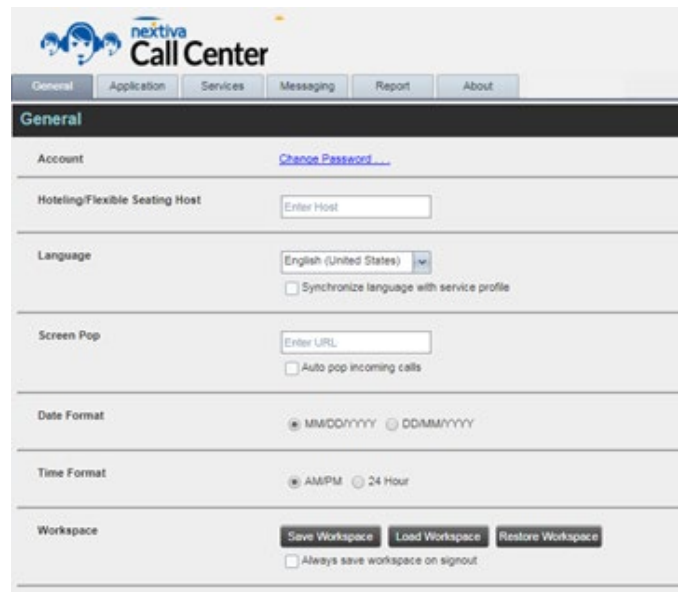 nextiva
Call Center
General Application Services Messaging Report About
General
Account Change Password . . .
Hoteling/Flexible Seating Host Enter Host
Language English (United States)
Synchronize language with service profile
Screen Pop Enter URL
Auto pop incoming calls
Date Format MM/DD/YYYY DD/MM/YYYY
Time Format AM/PM 24 Hour
Workspace Save Workspace Load Workspace Restore Workspace
Always save workspace on signout